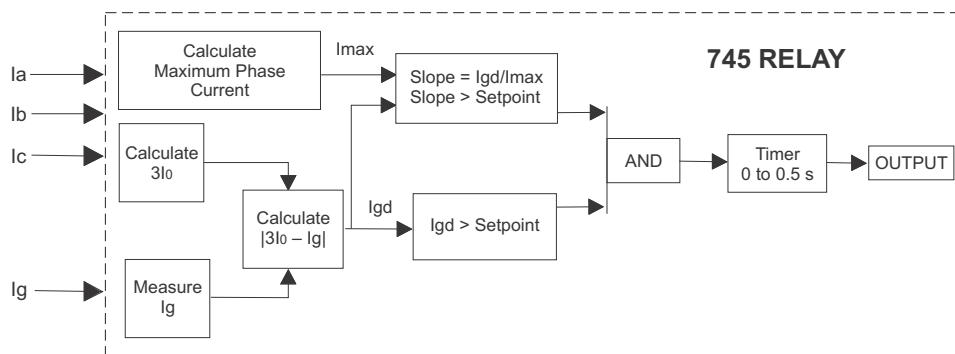 745 RELAY
Ia
Ib
Ic
Ig
Calculate
Maximum Phase
Current
Imax
Slope = Igd/Imax
Slope > Setpoint
Calculate
3I0
Calculate
|3I0 – Ig|
Igd
Igd > Setpoint
Measure
Ig
AND
Timer
0 to 0.5 s
OUTPUT